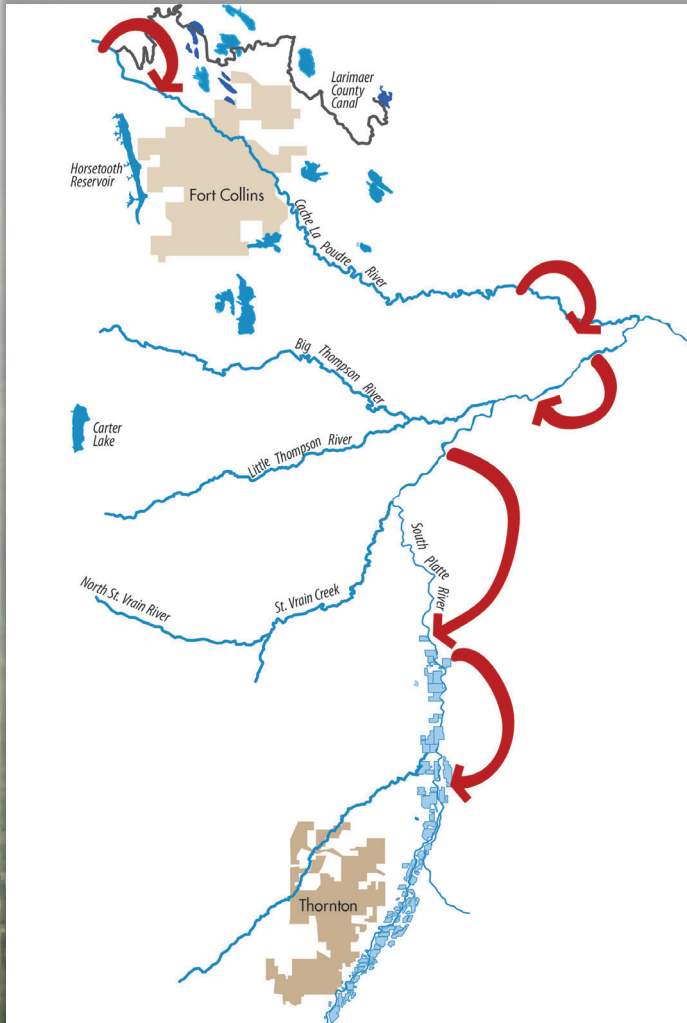 Larimaer
County
Canal
Horsetooth
Reservoir
Fort Collins
Cache La Poudre River
Big Thompson River
Carter
Lake
Little Thompson River
South Platte River
North St. Vrain River
St. Vrain Creek
Thornton